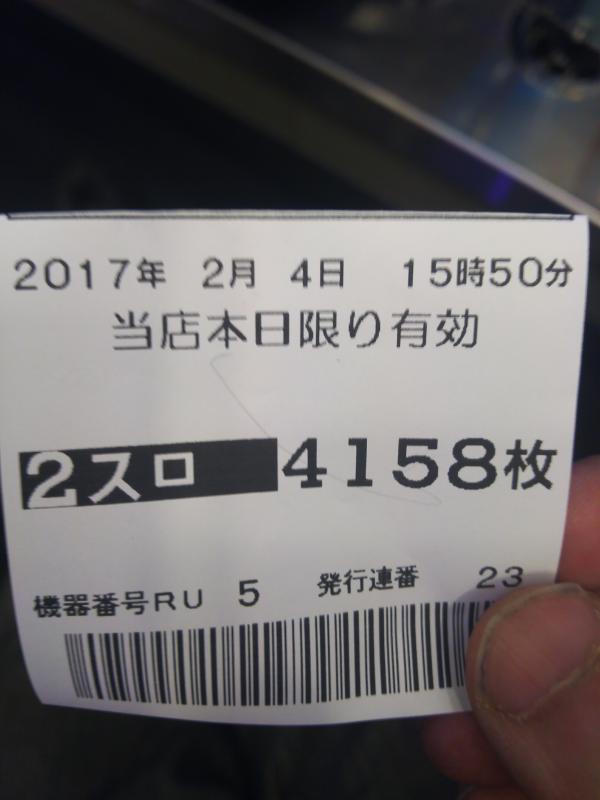 2017年 2月 4日 15時50分
当店本日限り有効
2スロ 4158枚
機器番号RU 5 発行連番 23